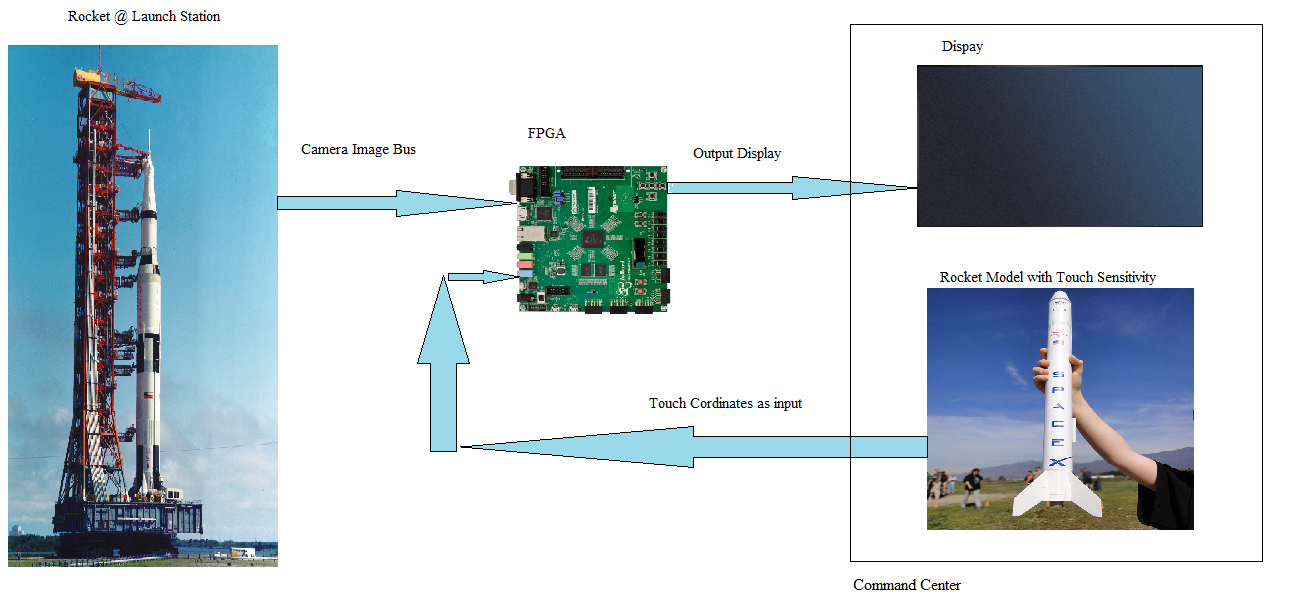 Rocket @ Launch Station
Dispay
FPGA
Camera Image Bus
Output Display
Rocket Model with Touch Sensitivity
SPACEX
Touch Cordinates as input
Command Center